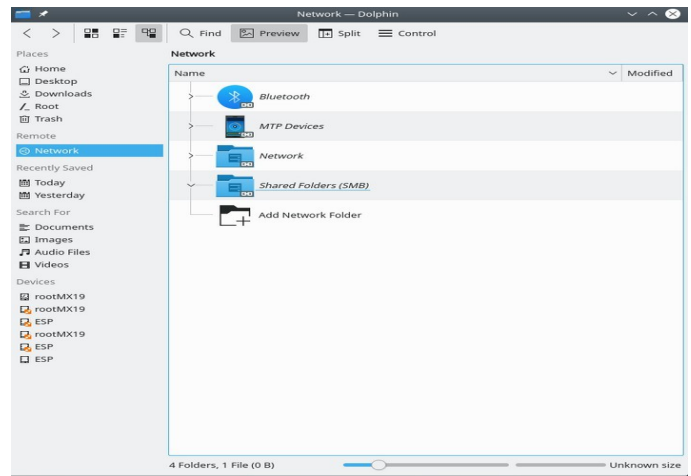 Network — Dolphin
Find Preview Split Control
Places
Home
Desktop
Downloads
Root
Trash
Remote
Network
Recently Saved
Today
Yesterday
Search For
Documents
Images
Audio Files
Videos
Devices
rootMX19
rootMX19
ESP
rootMX19
ESP
ESP
Network
Name Modified
Bluetooth
MTP Devices
Network
Shared Folders (SMB)
Add Network Folder
4 Folders, 1 File (0 B) Unknown size